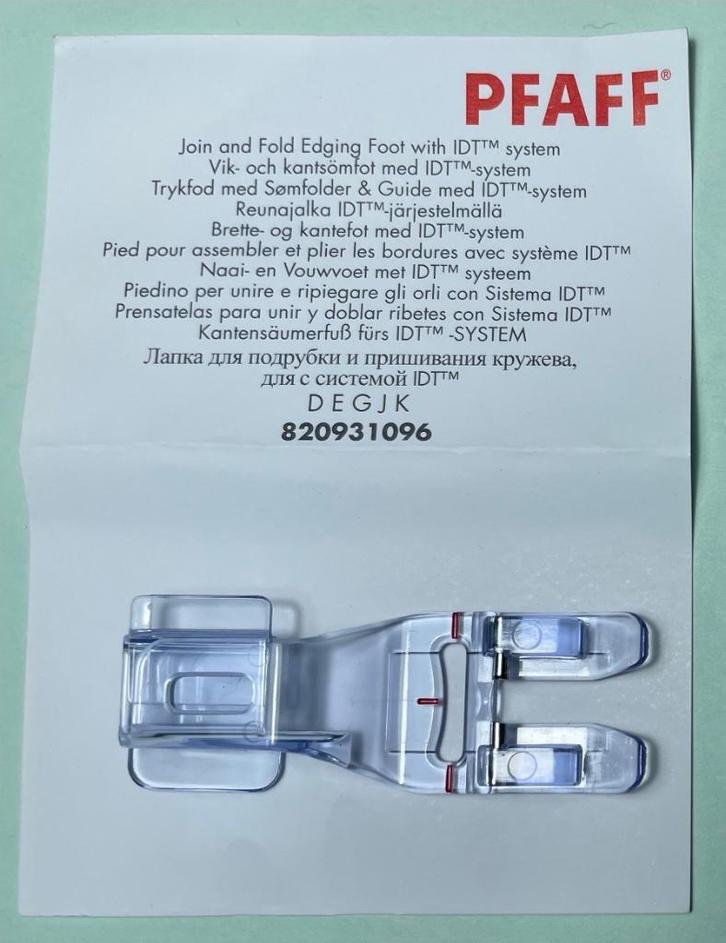 PFAFF®
Join and Fold Edging Foot with IDT™ system
Vik- och kantsömfot med IDT™-system
Trykfod med Sømfolder & Guide med IDT™-system
Reunajalka IDT™-järjestelmällä
Brette- og kantefot med IDT™-system
Pied pour assembler et plier les bordures avec système IDT™
Naai- en Vouwvoet met IDT™ systeem
Piedino per unire e ripiegare gli orli con Sistema IDT™
Prensatelas para unir y doblar ribetes con Sistema IDT™
Kantensäumerfuß fürs IDT™ -SYSTEM
Лапка для подрубки и пришивания кружева,
для с системой IDT™
D E G J K
820931096